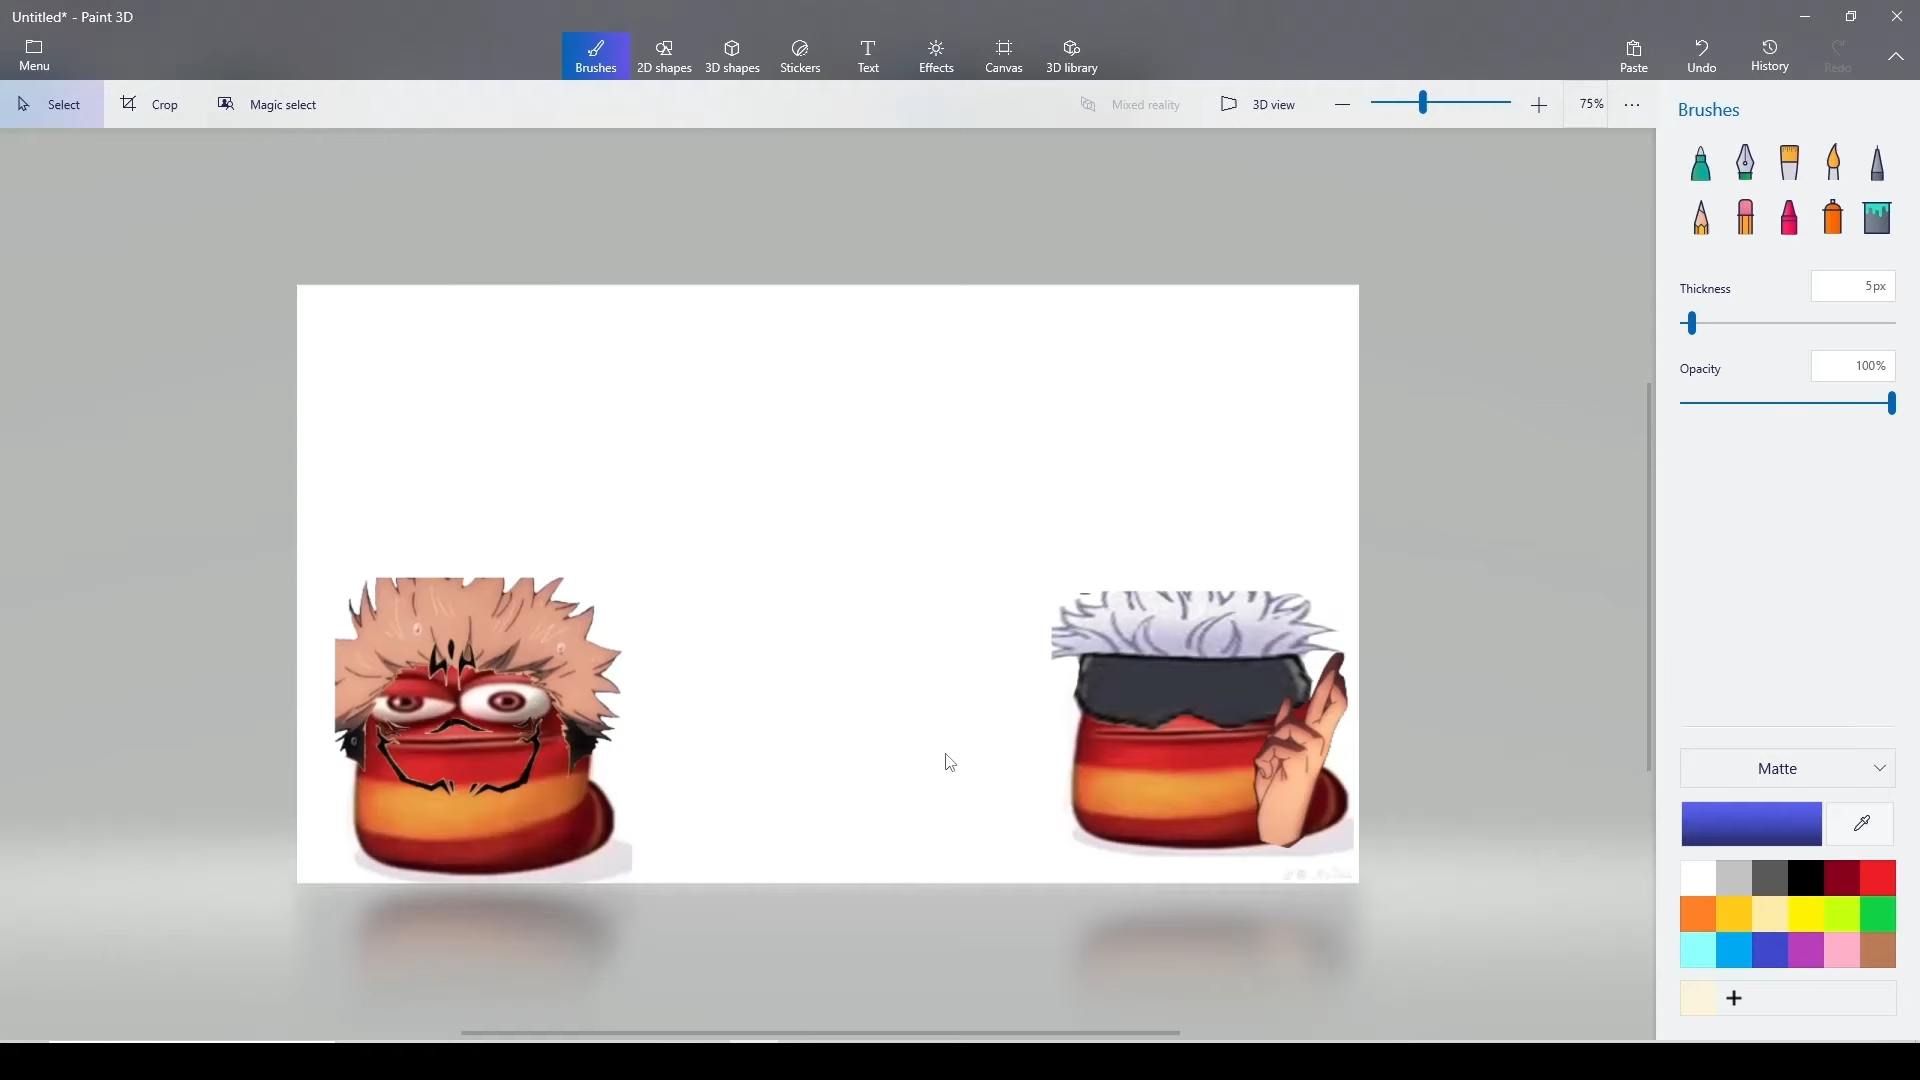 Untitled* - Paint 3D
Menu
Brushes
2D shapes
3D shapes
Stickers
Text
Effects
Canvas
3D library
Paste
Undo
History
Redo
Select
Crop
Magic select
Mixed reality
3D view
75%
Brushes
Thickness
5px
Opacity
100%
Matte